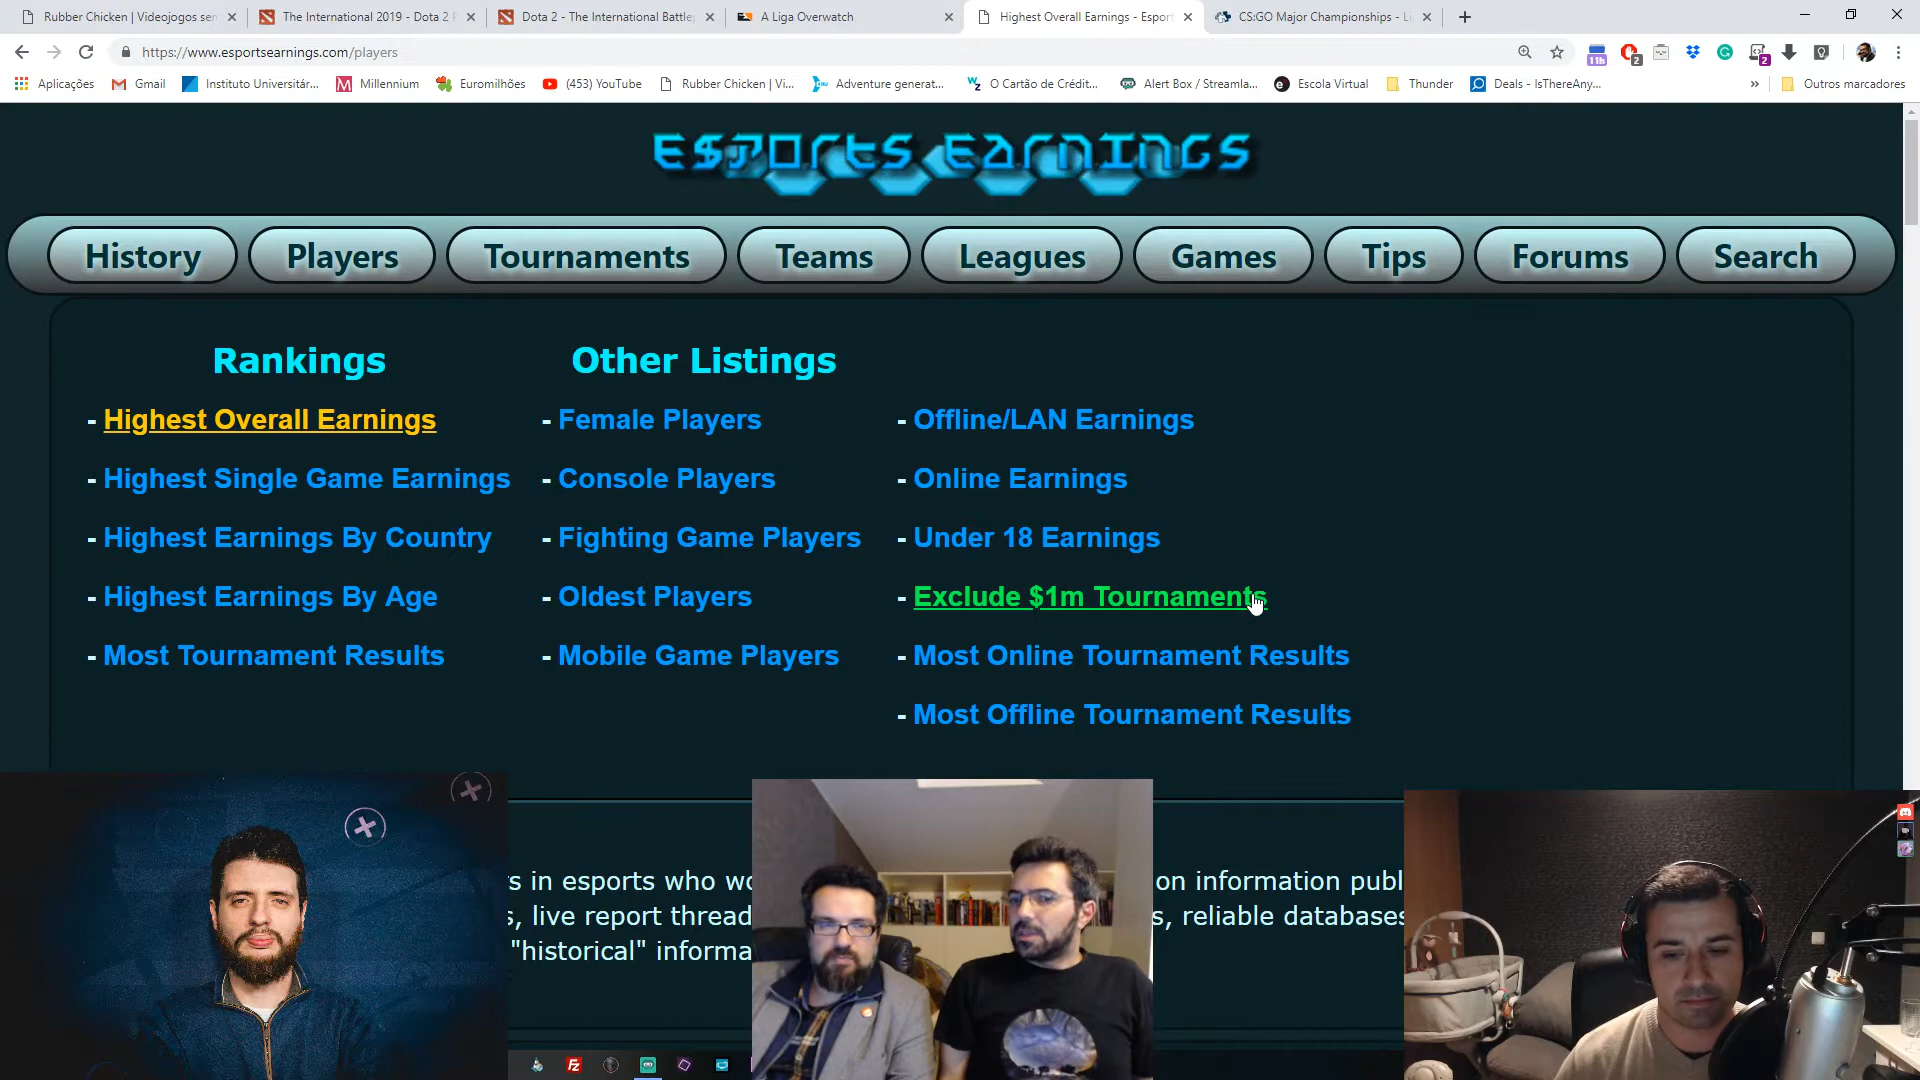 Rubber Chicken | Videojogos sem
The International 2019 - Dota 2 P
Dota 2 - The International Battlep
A Liga Overwatch
Highest Overall Earnings - Esport
CS:GO Major Championships - Li
https://www.esportsearnings.com/players
11h
2
2
Aplicações
Gmail
Instituto Universitár...
Millennium
Euromilhões
(453) YouTube
Rubber Chicken | Vi...
Adventure generat...
O Cartão de Crédit...
Alert Box / Streamla...
Escola Virtual
Thunder
Deals - IsThereAny...
»
Outros marcadores
ESPORTS EARNINGS
History
Players
Tournaments
Teams
Leagues
Games
Tips
Forums
Search
Rankings
- Highest Overall Earnings
- Highest Single Game Earnings
- Highest Earnings By Country
- Highest Earnings By Age
- Most Tournament Results
Other Listings
- Female Players
- Console Players
- Fighting Game Players
- Oldest Players
- Mobile Game Players
- Offline/LAN Earnings
- Online Earnings
- Under 18 Earnings
- Exclude $1m Tournaments
- Most Online Tournament Results
- Most Offline Tournament Results
s in esports who wo on information publ
s, live report thread s, reliable databases
"historical" informa